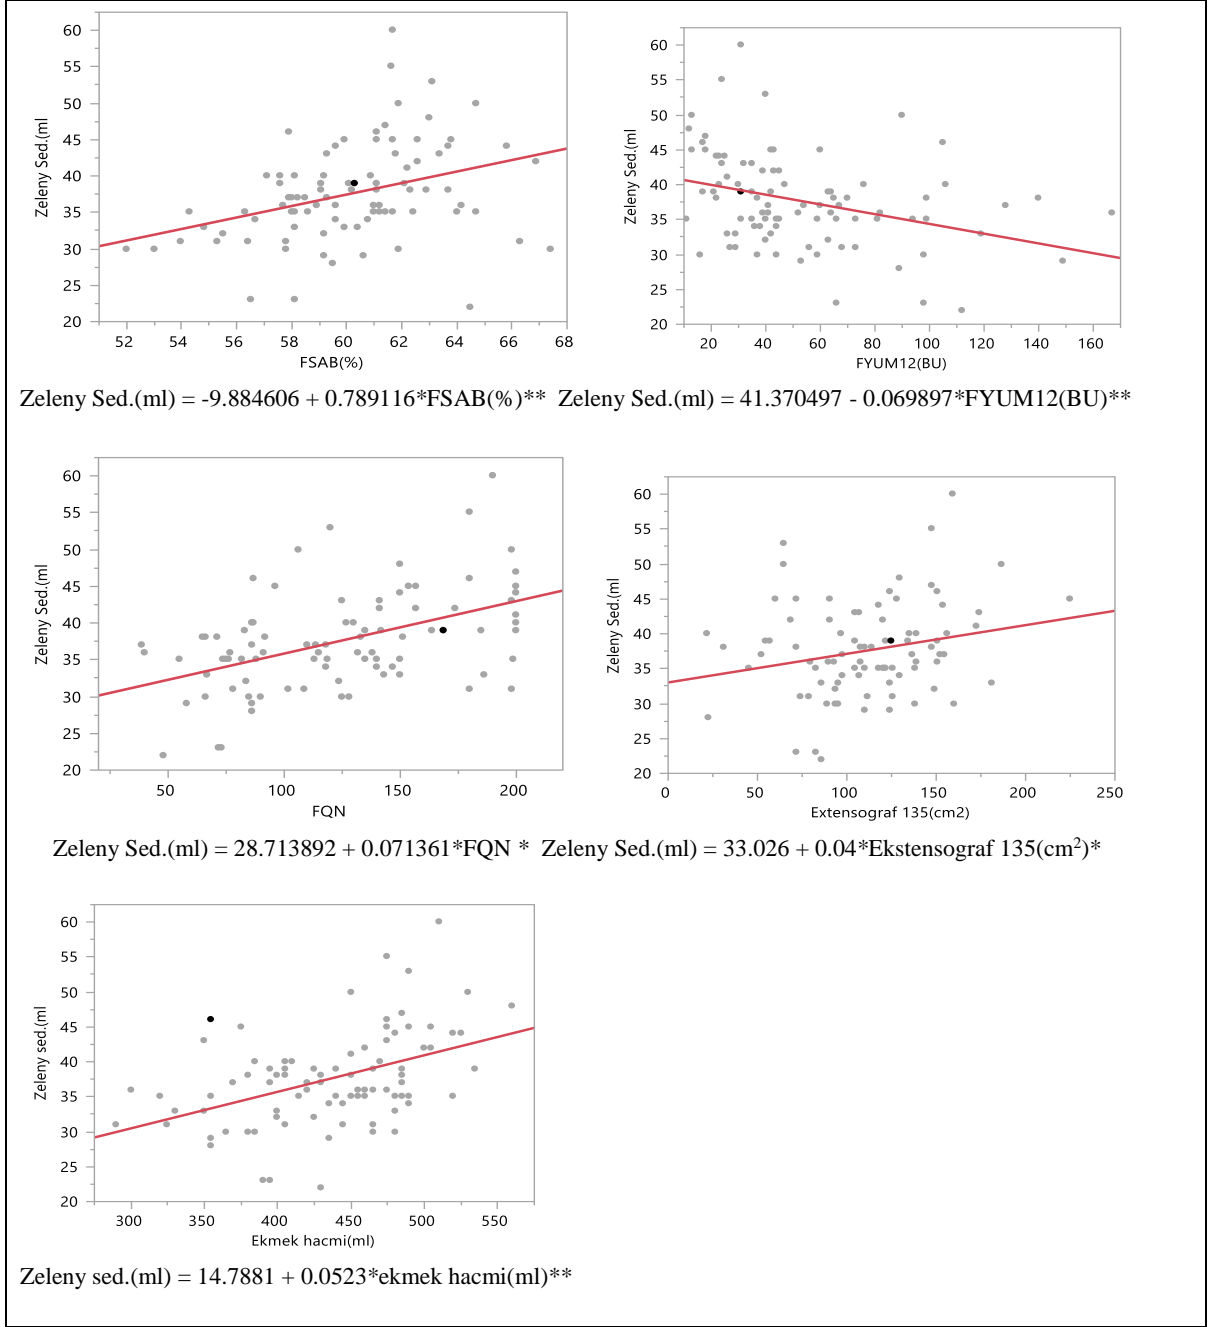 60
55
50
45
40
35
30
25
20
Zeleny Sed.(ml
52 54 56 58 60 62 64 66 68
FSAB(%)
60
55
50
45
40
35
30
25
20
Zeleny Sed.(ml
20 40 60 80 100 120 140 160
FYUM12(BU)
Zeleny Sed.(ml) = -9.884606 + 0.789116*FSAB(%)** Zeleny Sed.(ml) = 41.370497 - 0.069897*FYUM12(BU)**
60
55
50
45
40
35
30
25
20
Zeleny Sed.(ml
50 100 150 200
FQN
60
55
50
45
40
35
30
25
20
Zeleny Sed.(ml
0 50 100 150 200 250
Extensograf 135(cm2)
Zeleny Sed.(ml) = 28.713892 + 0.071361*FQN * Zeleny Sed.(ml) = 33.026 + 0.04*Ekstensograf 135(cm²)*
60
55
50
45
40
35
30
25
20
Zeleny sed.(ml
300 350 400 450 500 550
Ekmek hacmi(ml)
Zeleny sed.(ml) = 14.7881 + 0.0523*ekmek hacmi(ml)**